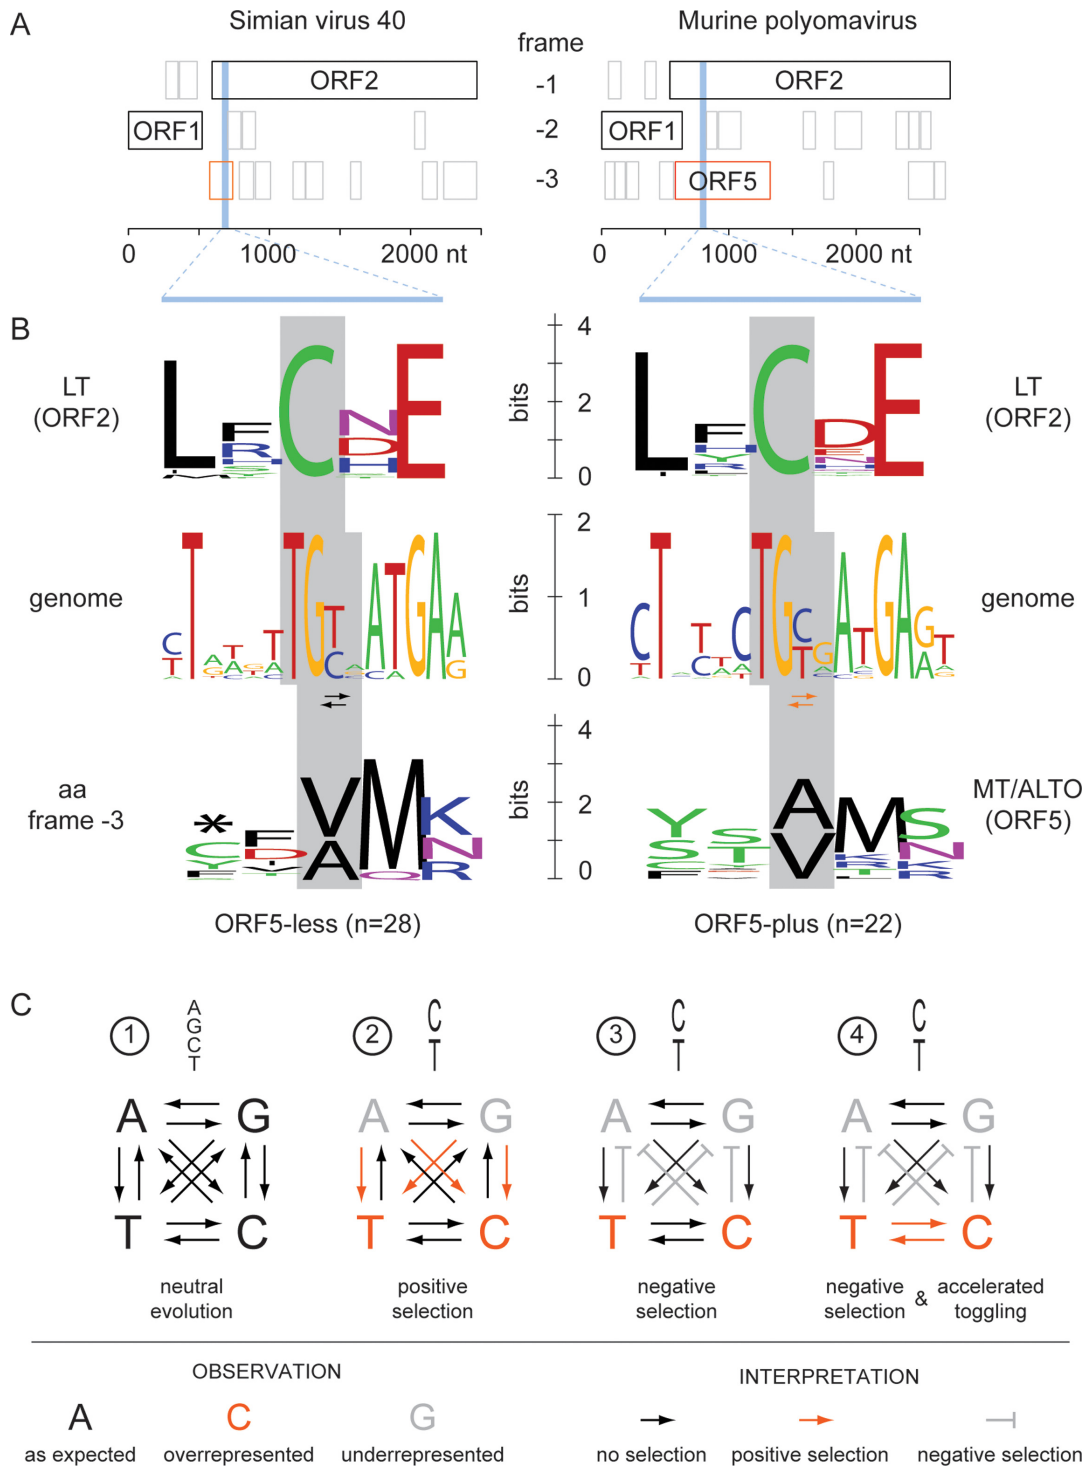 A
Simian virus 40
Murine polyomavirus
frame
ORF2
-1
ORF2
ORF1
-2
ORF1
-3
ORF5
0 1000 2000 nt
0 1000 2000 nt
B
LT
(ORF2)
4
bits
2
0
LT
(ORF2)
L F R S C N D H E
L F H Y R C D E N H E
genome
2
bits
1
0
genome
aa
frame -3
4
bits
2
0
MT/ALTO
(ORF5)
* C Y F F D V A M Q K N R
Y S C F S T A V M K R T S N K R
ORF5-less (n=28)
ORF5-plus (n=22)
C
1
A
G
C
T
2
C
T
3
C
T
4
C
T
A G
A G
A G
A G
T C
T C
T C
T C
neutral
evolution
positive
selection
negative
selection
negative
selection
&
accelerated
toggling
OBSERVATION
INTERPRETATION
A
C
G
as expected
overrepresented
underrepresented
no selection
positive selection
negative selection